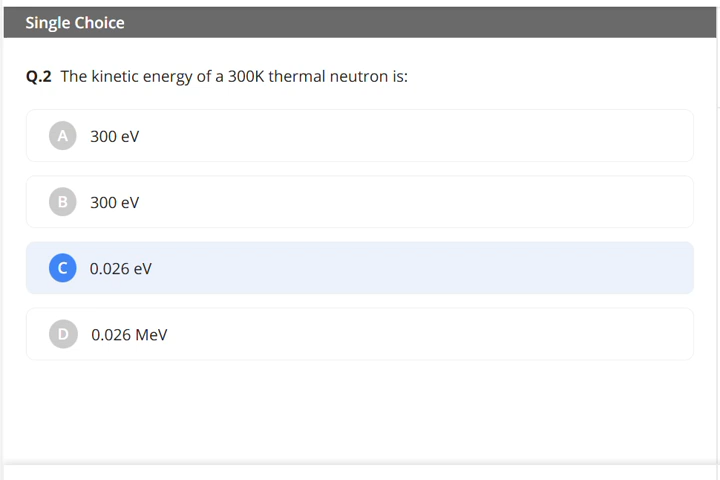 Single Choice
Q.2 The kinetic energy of a 300K thermal neutron is:
A 300 eV
B 300 eV
C 0.026 eV
D 0.026 MeV